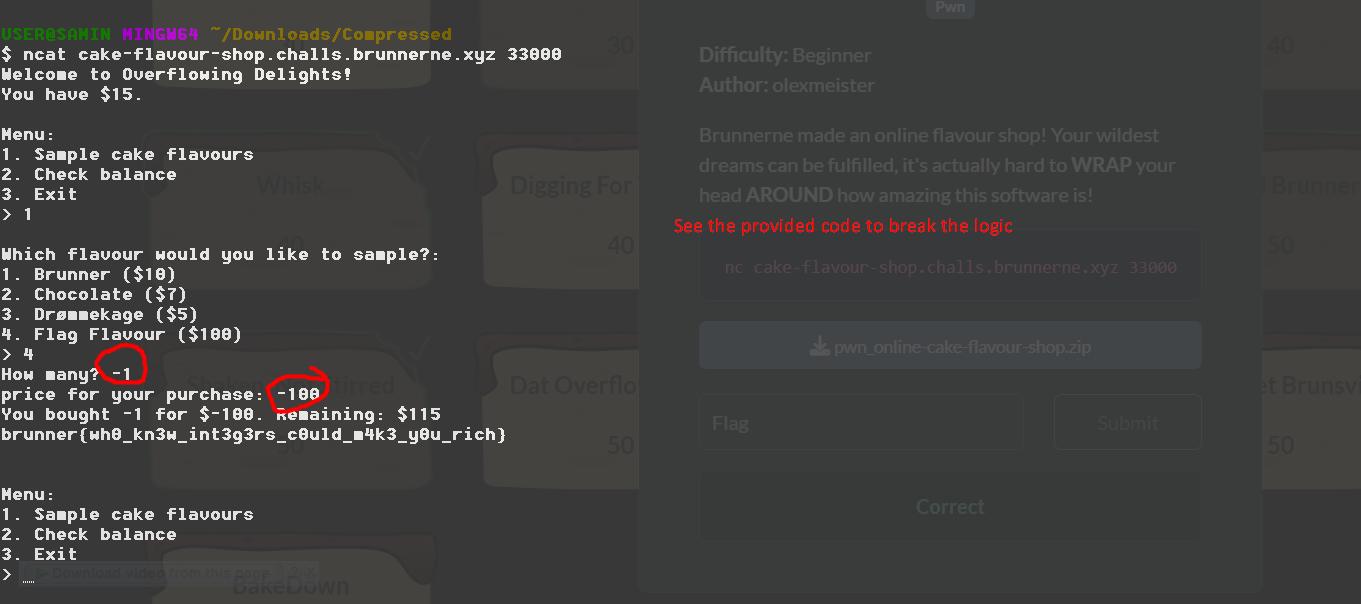 USER@SAMIN MINGW64 ~/Downloads/Compressed
$ ncat cake-flavour-shop.challs.brunnerne.xyz 33000
Welcome to Overflowing Delights!
You have $15.
Menu:
1. Sample cake flavours
2. Check balance
3. Exit
> 1
Which flavour would you like to sample?:
1. Brunner ($10)
2. Chocolate ($7)
3. Drømmekage ($5)
4. Flag Flavour ($100)
> 4
How many? -1
price for your purchase: -100
You bought -1 for $-100. Remaining: $115
brunner{wh0_kn3w_int3g3rs_c0uld_m4k3_y0u_rich}
Menu:
1. Sample cake flavours
2. Check balance
3. Exit
>
Pwn
Difficulty: Beginner
Author: olexmeister
Brunnerne made an online flavour shop! Your wildest
dreams can be fulfilled, it's actually hard to WRAP your
head AROUND how amazing this software is!
See the provided code to break the logic
nc cake-flavour-shop.challs.brunnerne.xyz 33000
pwn_online-cake-flavour-shop.zip
Flag
Submit
Correct
30
40
Whisk
Digging For
Brunner
40
50
Dat Overflo
et Brunsv
50
50
50
BakeDown
Download video from this page